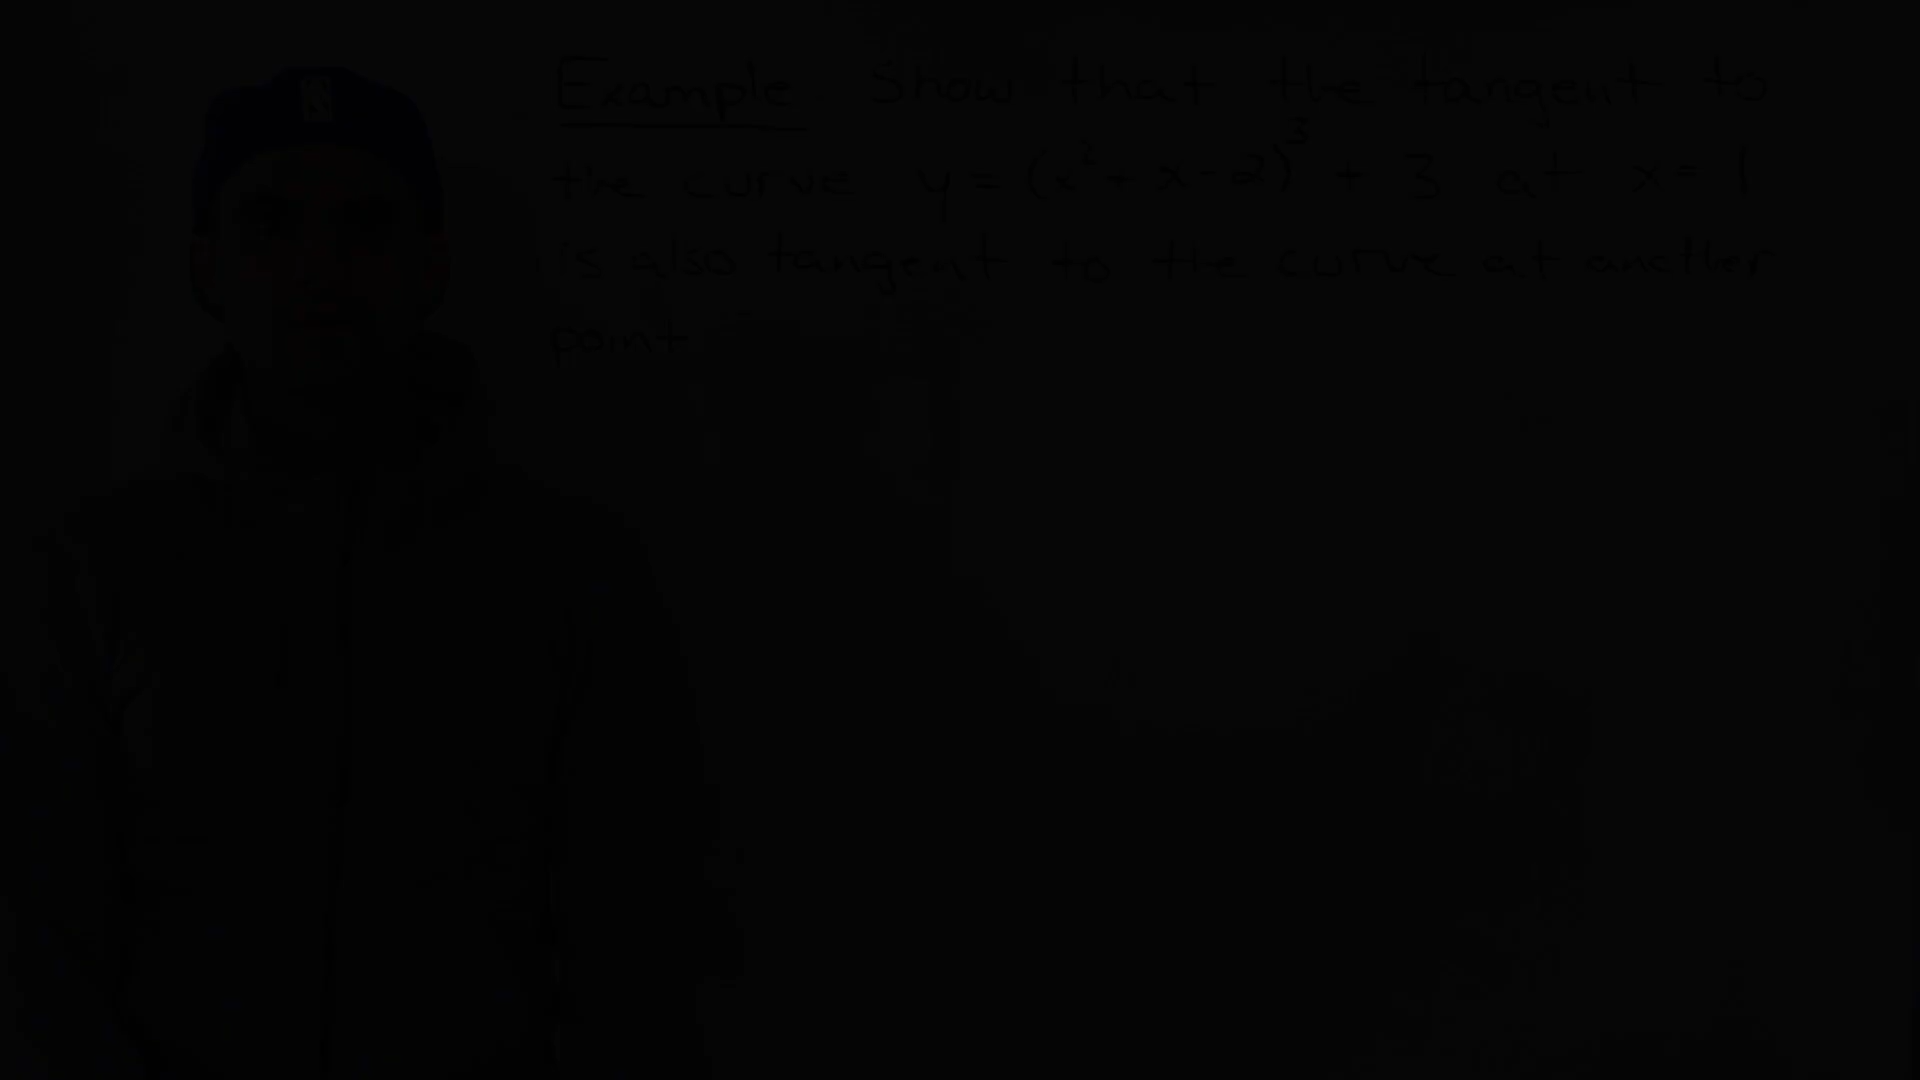 Example. Show that the tangent to
the curve y = (x² + x - 2)³ + 3 at x = 1
is also tangent to the curve at another
point